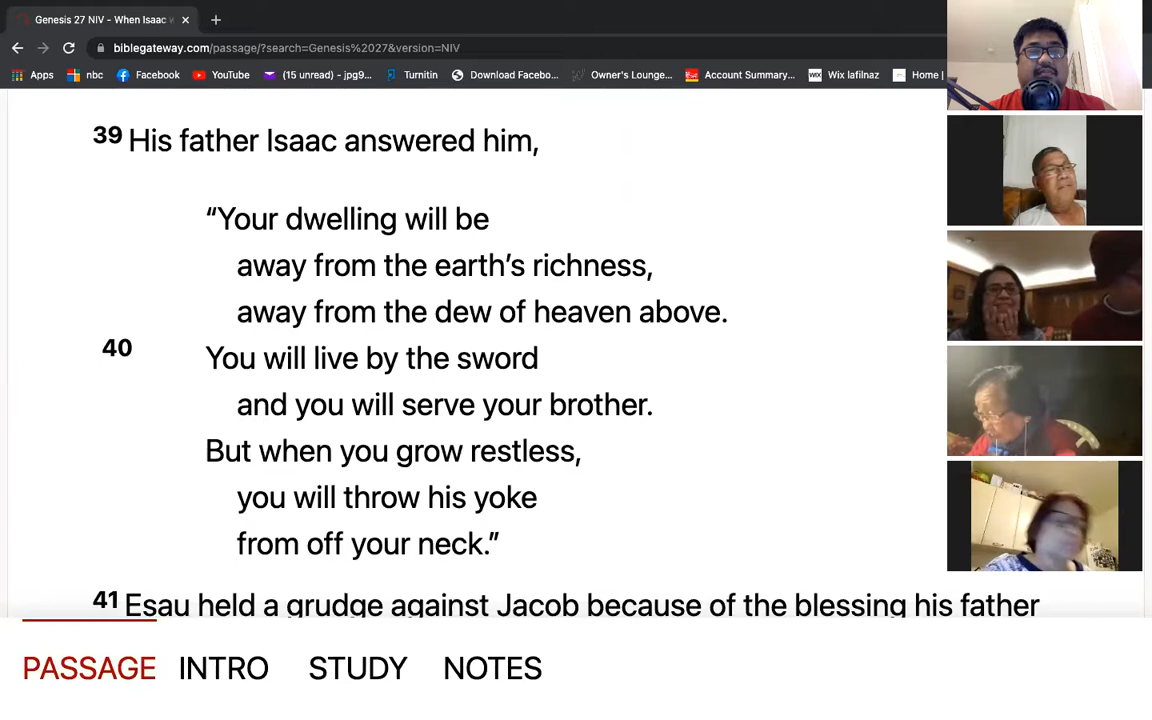 Genesis 27 NIV - When Isaac
biblegateway.com/passage/?search=Genesis%2027&version=NIV
Apps nbc Facebook YouTube (15 unread) - jpg9... Turnitin Download Facebo... Owner's Lounge... Account Summary... WIX Wix lafilnaz Home |
39 His father Isaac answered him,
“Your dwelling will be
away from the earth’s richness,
away from the dew of heaven above.
40 You will live by the sword
and you will serve your brother.
But when you grow restless,
you will throw his yoke
from off your neck.”
41 Esau held a grudge against Jacob because of the blessing his father
PASSAGE INTRO STUDY NOTES